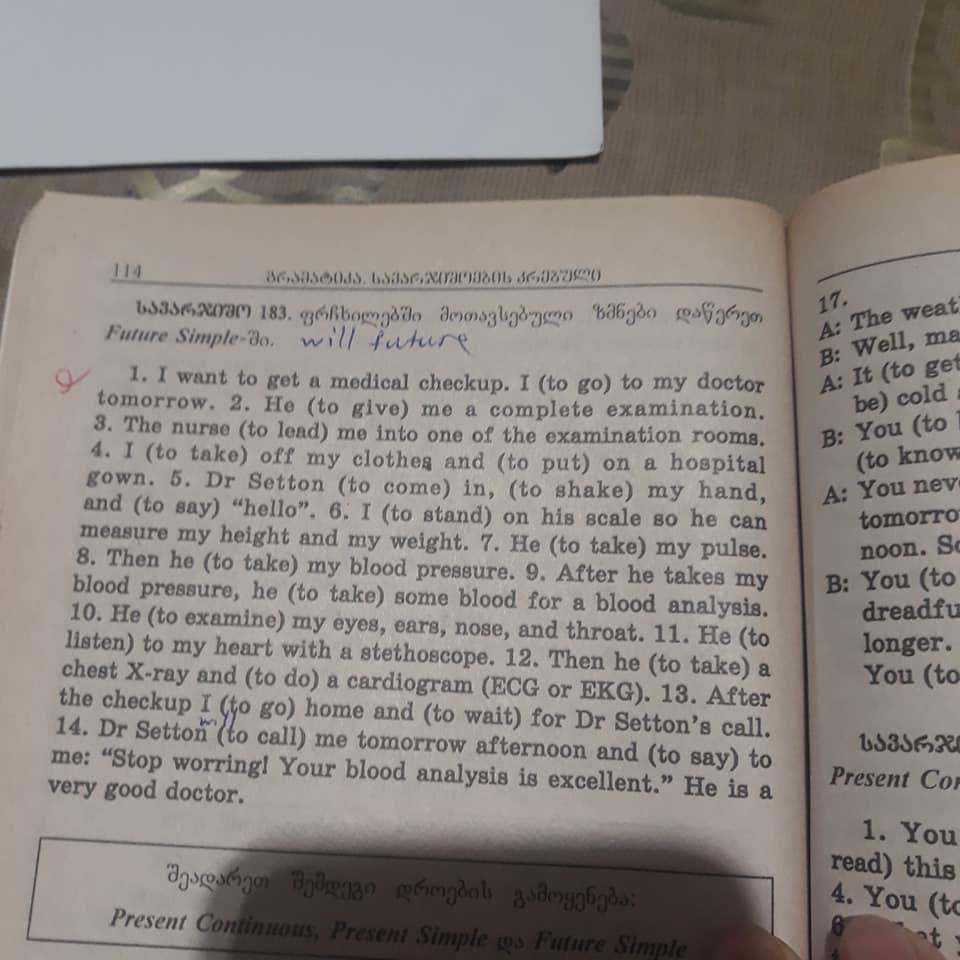 114
გრამატიკა. სავარჯიშოების კრებული
სავარჯიშო 183. ფრჩხილებში მოთავსებული ზმნები დაწერეთ
Future Simple-ში. will future
1. I want to get a medical checkup. I (to go) to my doctor
tomorrow. 2. He (to give) me a complete examination.
3. The nurse (to lead) me into one of the examination rooms.
4. I (to take) off my clothes and (to put) on a hospital
gown. 5. Dr Setton (to come) in, (to shake) my hand,
and (to say) “hello”. 6. I (to stand) on his scale so he can
measure my height and my weight. 7. He (to take) my pulse.
8. Then he (to take) my blood pressure. 9. After he takes my
blood pressure, he (to take) some blood for a blood analysis.
10. He (to examine) my eyes, ears, nose, and throat. 11. He (to
listen) to my heart with a stethoscope. 12. Then he (to take) a
chest X-ray and (to do) a cardiogram (ECG or EKG). 13. After
the checkup I (to go) home and (to wait) for Dr Setton’s call.
will
14. Dr Setton (to call) me tomorrow afternoon and (to say) to
me: “Stop worring! Your blood analysis is excellent.” He is a
very good doctor.
შეადარეთ შემდეგი დროების გამოყენება:
Present Continuous, Present Simple და Future Simple
17.
A: The
B: Well,
A: It (to get
be) cold
B: You (to
(to know
A: You
noon.
B: You (to
longer.
You (to
Present
1. You
read) this
4. You (to